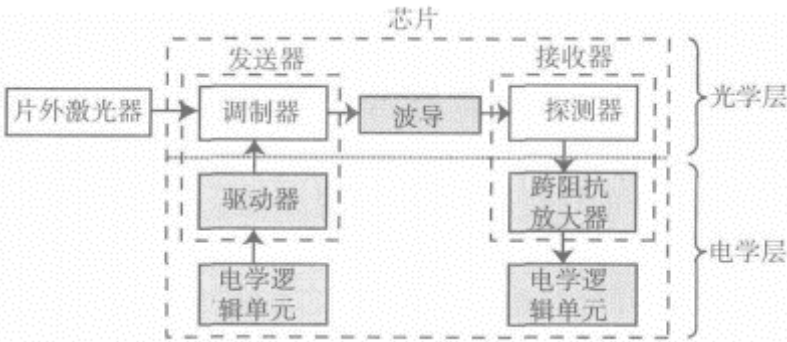 芯片
发送器
接收器
片外激光器
调制器
波导
探测器
光学层
驱动器
跨阻抗
放大器
电学层
电学逻
辑单元
电学逻
辑单元